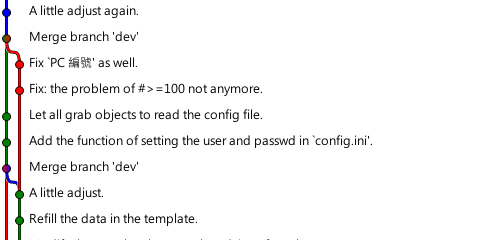 A little adjust again.
Merge branch 'dev'
Fix `PC 編號' as well.
Fix: the problem of #>=100 not anymore.
Let all grab objects to read the config file.
Add the function of setting the user and passwd in `config.ini'.
Merge branch 'dev'
A little adjust.
Refill the data in the template.